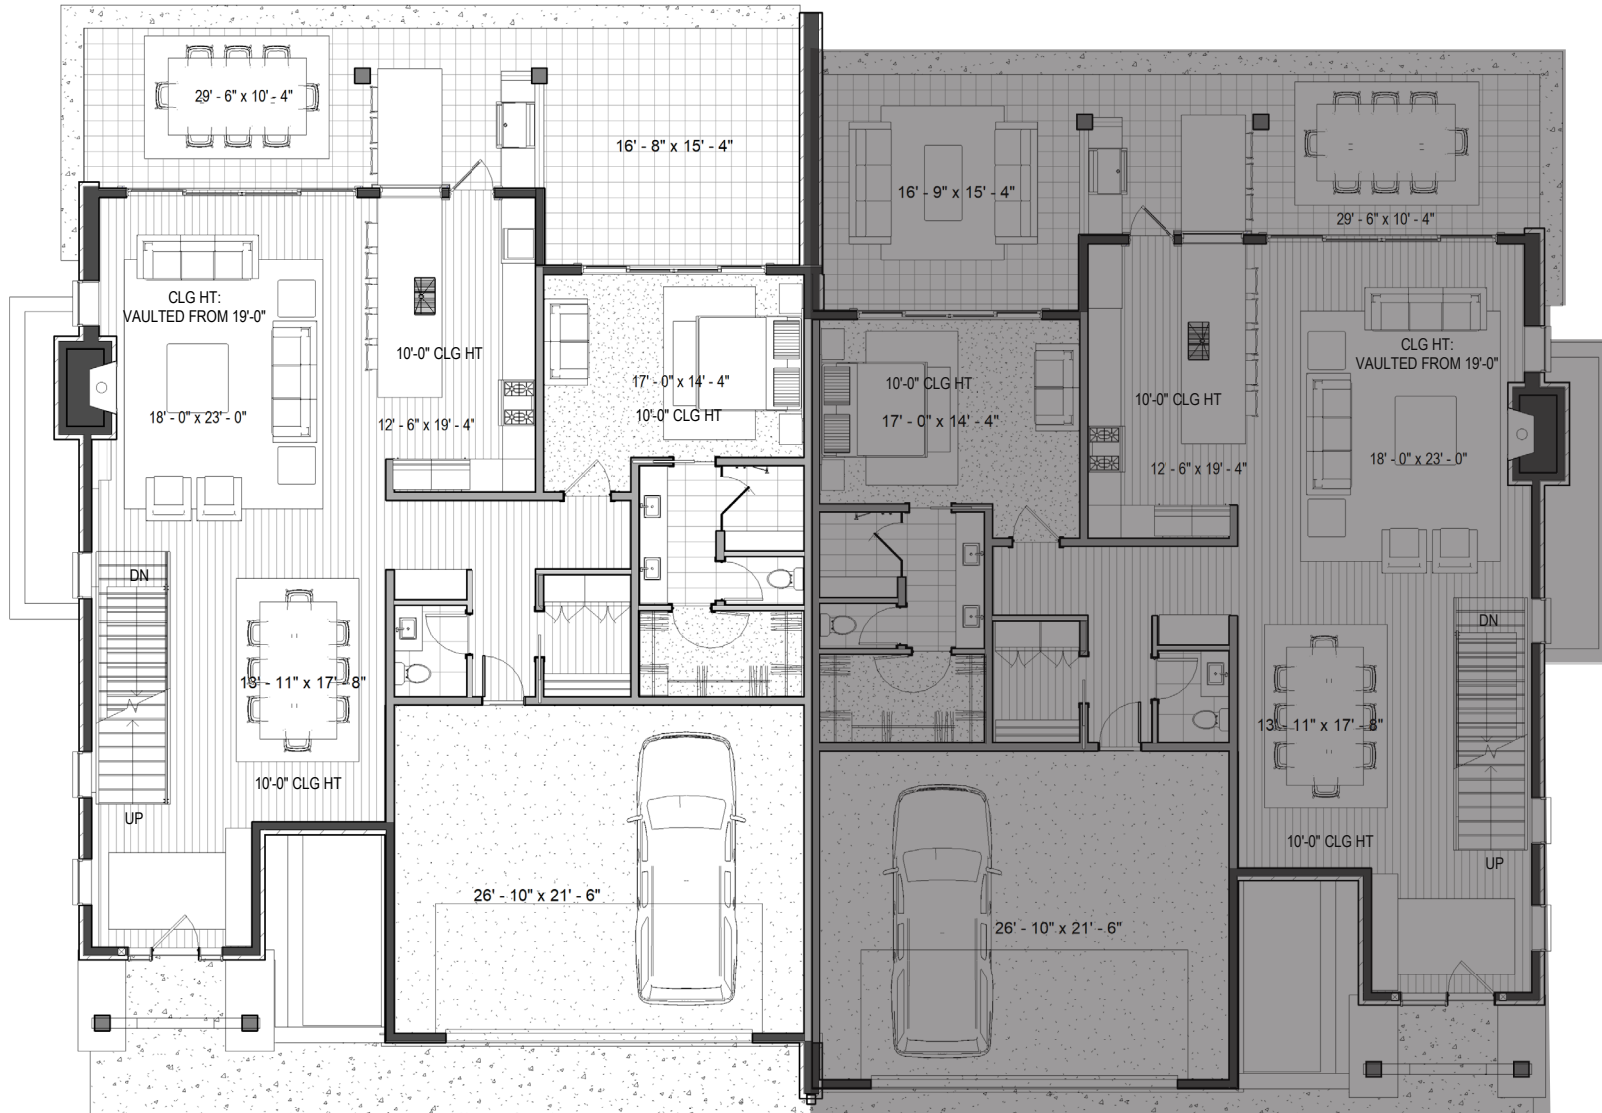 29' - 6" x 10' - 4"
16' - 8" x 15' - 4"
CLG HT:
VAULTED FROM 19'-0"
10'-0" CLG HT
17' - 0" x 14' - 4"
10'-0" CLG HT
18' - 0" x 23' - 0"
12' - 6" x 19' - 4"
DN
13' - 11" x 17' - 8"
10'-0" CLG HT
UP
26' - 10" x 21' - 6"
16' - 9" x 15' - 4"
29' - 6" x 10' - 4"
CLG HT:
VAULTED FROM 19'-0"
10'-0" CLG HT
17' - 0" x 14' - 4"
10'-0" CLG HT
12' - 6" x 19' - 4"
18' - 0" x 23' - 0"
DN
13' - 11" x 17' - 8"
10'-0" CLG HT
UP
26' - 10" x 21' - 6"